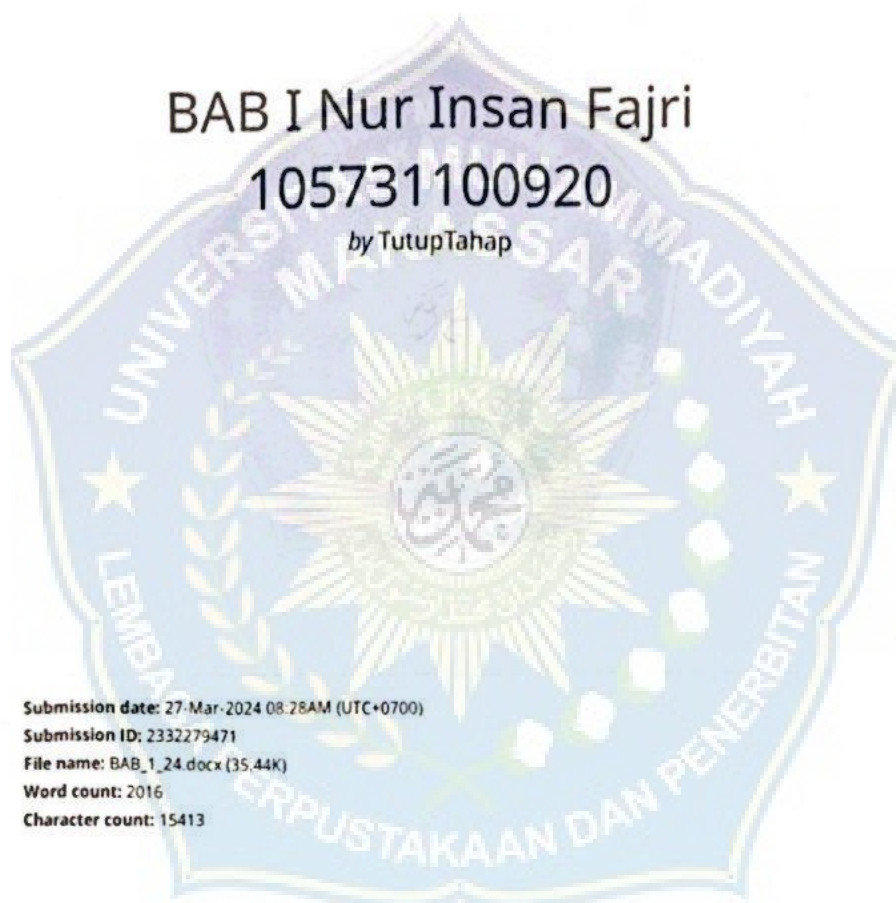 BAB I Nur Insan Fajri
105731100920
by TutupTahap
UNIVERSITAS MUHAMMADIYAH
MAKASSAR
محمد
Submission date: 27-Mar-2024 08:28AM (UTC+0700)
Submission ID: 2332279471
File name: BAB_1_24.docx (35.44K)
Word count: 2016
Character count: 15413
LEMBAGA PERPUSTAKAAN DAN PENERBITAN